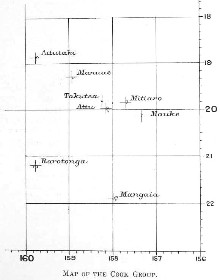 18
Aitutaki
19
Manuae
Takutea
Mitiaro
Atiu
20
Mauke
21
Rarotonga
Mangaia
22
160
159
158
157
156
MAP OF THE COOK GROUP.